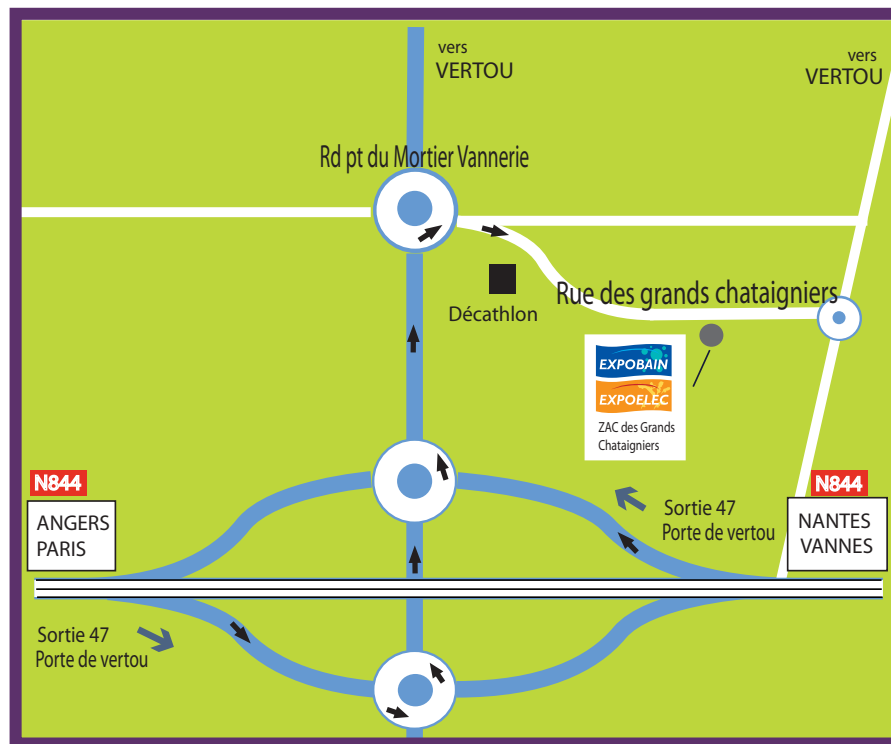 vers
VERTOU
vers
VERTOU
Rd pt du Mortier Vannerie
Rue des grands chataigniers
Décathlon
EXPOBAIN
EXPOELEC
ZAC des Grands
Chataigniers
N844
ANGERS
PARIS
N844
NANTES
VANNES
Sortie 47
Porte de vertou
Sortie 47
Porte de vertou